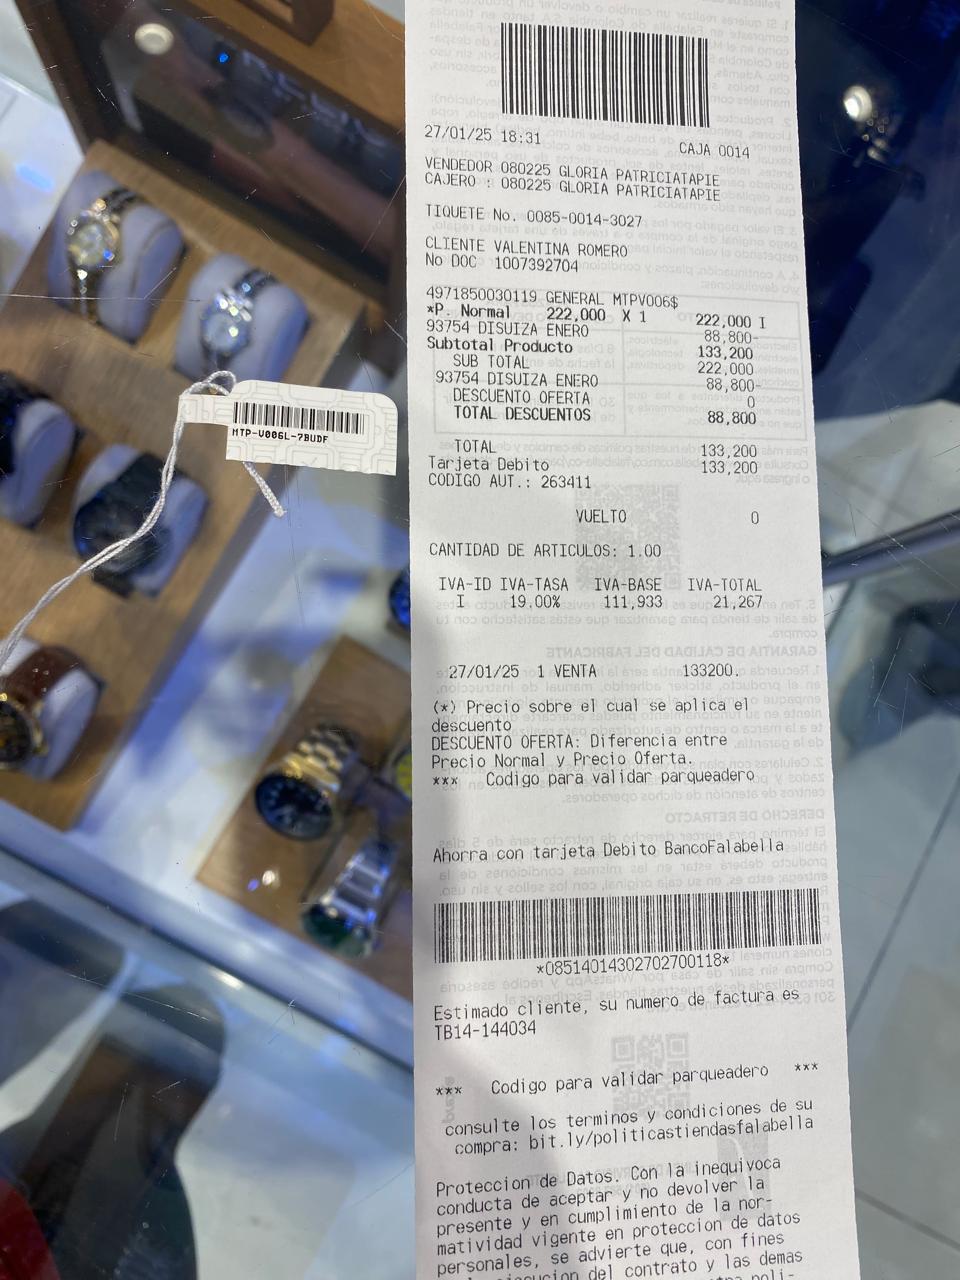 27/01/25 18:31 CAJA 0014
VENDEDOR 080225 GLORIA PATRICIATAPIE
CAJERO : 080225 GLORIA PATRICIATAPIE
TIQUETE No. 0085-0014-3027
CLIENTE VALENTINA ROMERO
No DOC 1007392704
4971850030119 GENERAL MTPV006$
*P. Normal 222,000 X 1 222,000 I
93754 DISUIZA ENERO 88,800-
Subtotal Producto 133,200
SUB TOTAL 222,000
93754 DISUIZA ENERO 88,800-
DESCUENTO OFERTA 0
TOTAL DESCUENTOS 88,800
TOTAL 133,200
Tarjeta Debito 133,200
CODIGO AUT.: 263411
VUELTO 0
CANTIDAD DE ARTICULOS: 1.00
IVA-ID IVA-TASA IVA-BASE IVA-TOTAL
I 19.00% 111,933 21,267
27/01/25 1 VENTA 133200.
(*) Precio sobre el cual se aplica el
descuento
DESCUENTO OFERTA: Diferencia entre
Precio Normal y Precio Oferta.
*** Codigo para validar parqueadero
Ahorra con tarjeta Debito BancoFalabella
*08514014302702700118*
Estimado cliente, su numero de factura es
TB14-144034
*** Codigo para validar parqueadero ***
consulte los terminos y condiciones de su
compra: bit.ly/politicastiendasfalabella
Proteccion de Datos. Con la inequivoca
conducta de aceptar y no devolver la
presente y en cumplimiento de la nor-
matividad vigente en proteccion de datos
personales, se advierte que, con fines
del contrato y las demas
MTP-V006L-7BUDF